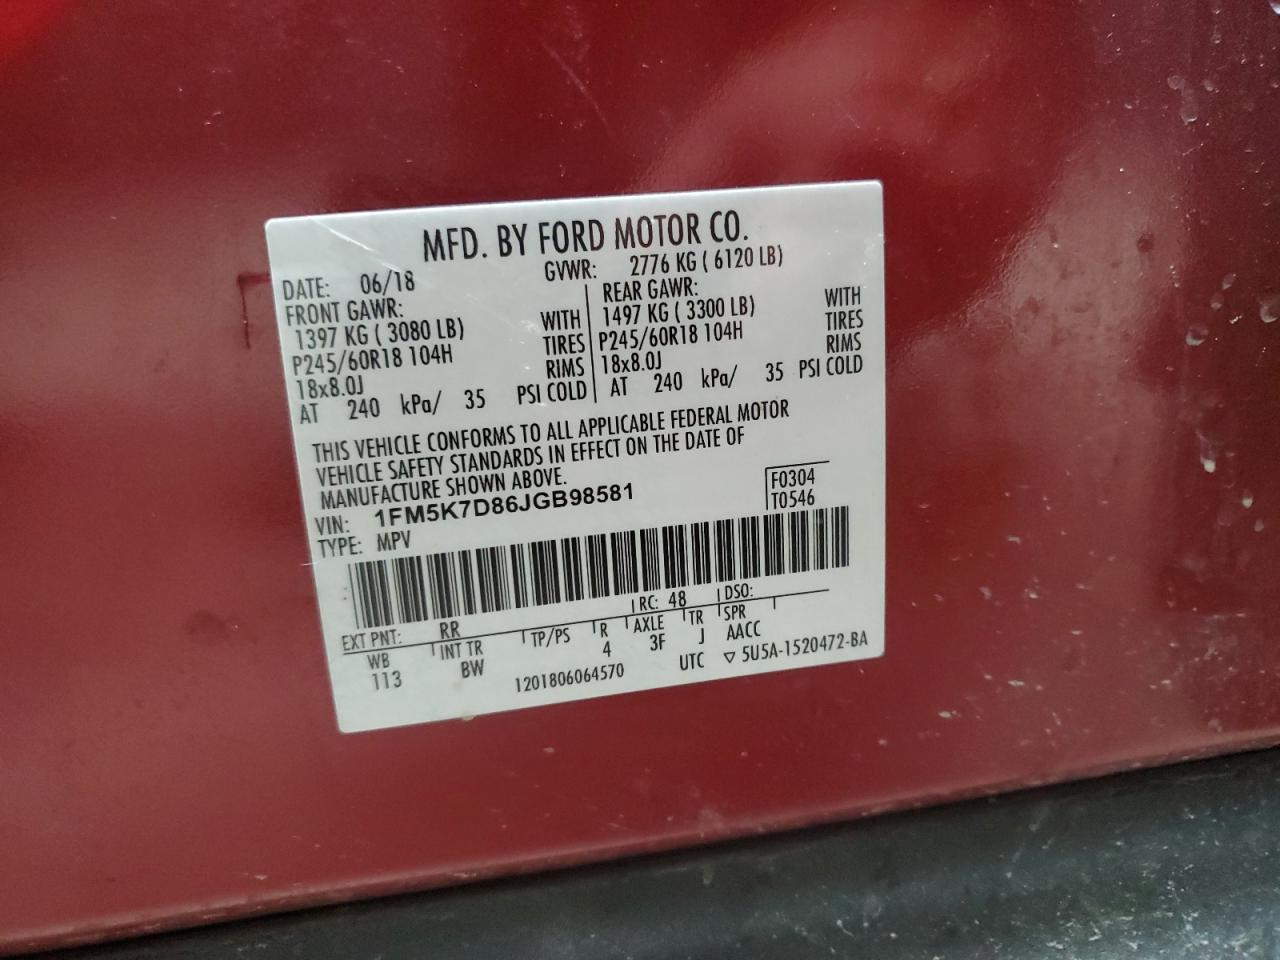 MFD. BY FORD MOTOR CO.
DATE: 06/18 GVWR: 2776 KG ( 6120 LB)
FRONT GAWR: REAR GAWR:
1397 KG ( 3080 LB) WITH 1497 KG ( 3300 LB) WITH
P245/60R18 104H TIRES P245/60R18 104H TIRES
18x8.0J RIMS 18x8.0J RIMS
AT 240 kPa/ 35 PSI COLD AT 240 kPa/ 35 PSI COLD
THIS VEHICLE CONFORMS TO ALL APPLICABLE FEDERAL MOTOR
VEHICLE SAFETY STANDARDS IN EFFECT ON THE DATE OF
MANUFACTURE SHOWN ABOVE.
VIN: 1FM5K7D86JGB98581 F0304
TYPE: MPV T0546
EXT PNT: RR RC: 48 DSO:
WB INT TR TP/PS R AXLE TR SPR
113 BW 4 3F J AACC
1201806064570 UTC ▽ 5U5A-1520472-BA